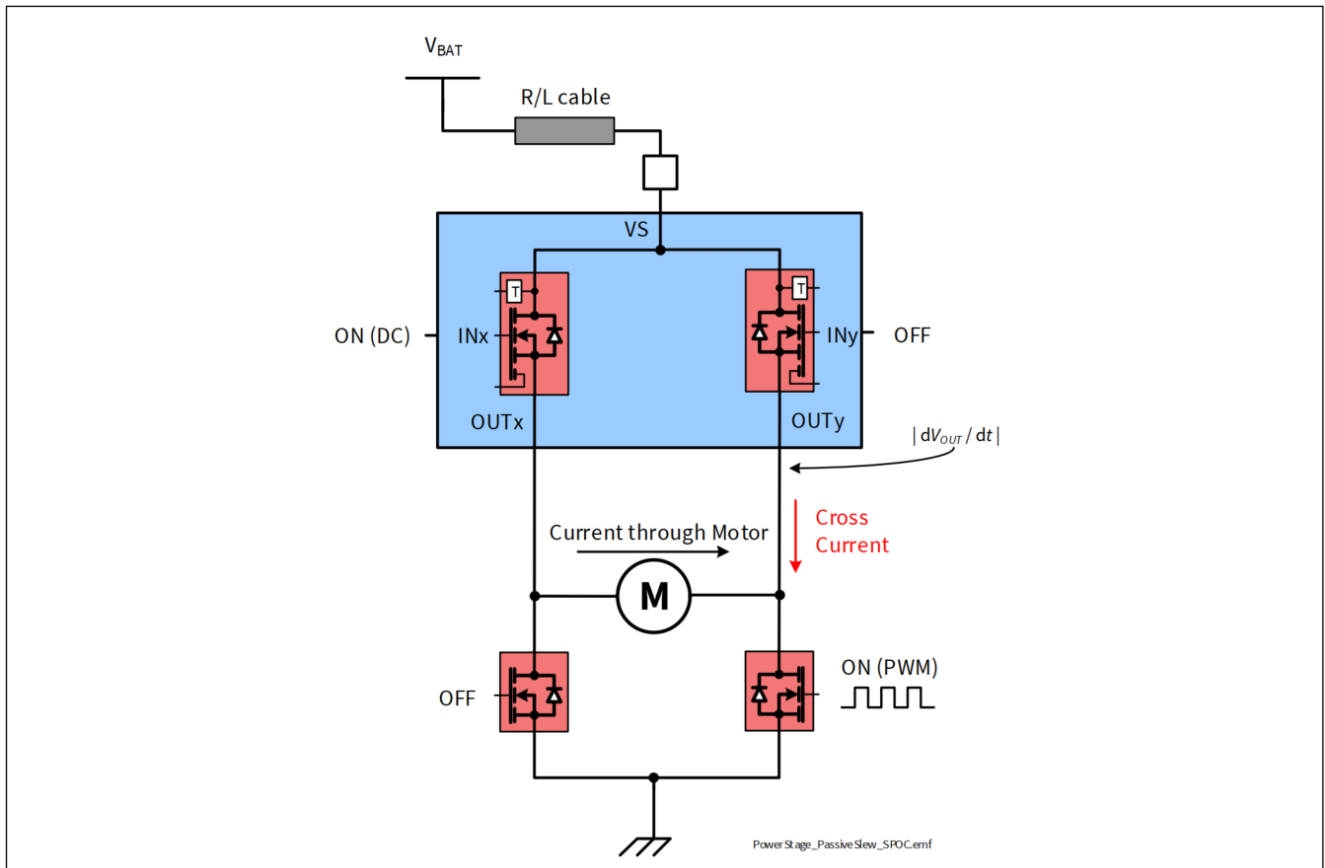 VBAT
R/L cable
VS
T
T
ON (DC)
INx
INy
OFF
OUTx
OUTy
|dVOUT/dt|
Cross
Current
Current through Motor
M
OFF
ON (PWM)
PowerStage_PassiveSlew_SPOC.emf